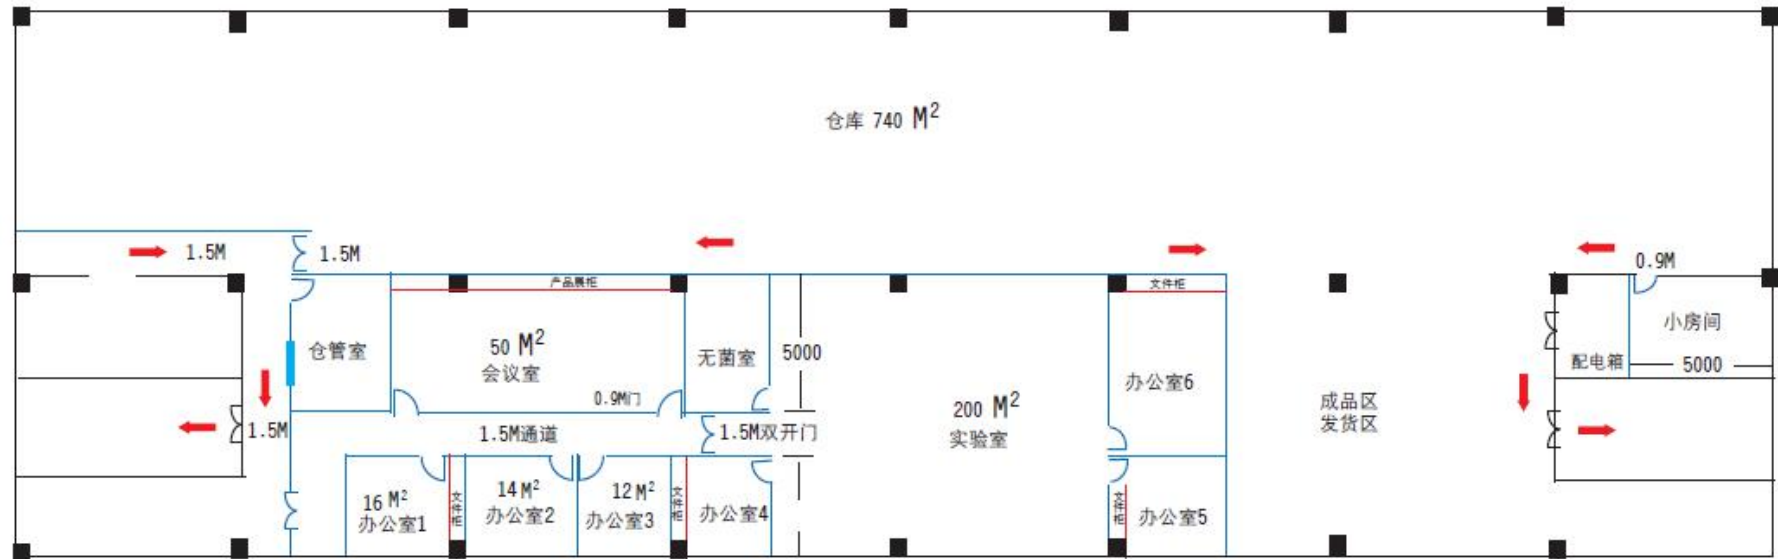 仓库 740 M²
1.5M
1.5M
0.9M
产品展柜
文件柜
仓管室
50 M²
会议室
无菌室
5000
小房间
配电箱
5000
办公室6
0.9M门
200 M²
实验室
成品区
发货区
1.5M
1.5M通道
1.5M双开门
16 M²
办公室1
文件柜
14 M²
办公室2
12 M²
办公室3
文件柜
办公室4
文件柜
办公室5